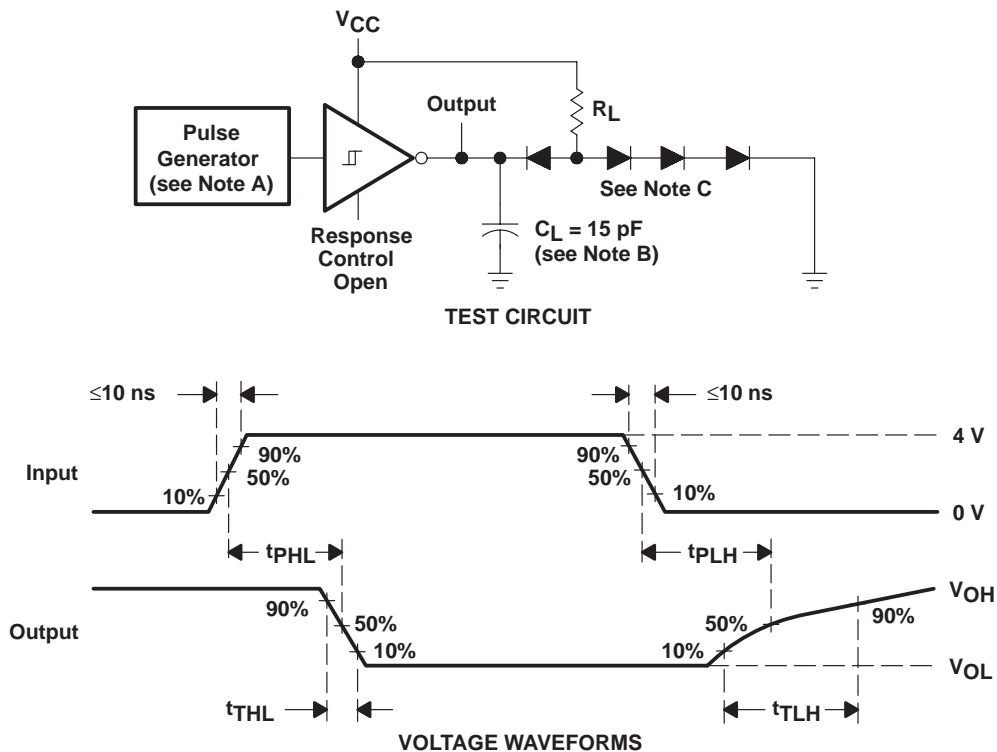 VCC
Output
RL
Pulse
Generator
(see Note A)
See Note C
CL = 15 pF
(see Note B)
Response
Control
Open
TEST CIRCUIT
≤10 ns
≤10 ns
4 V
90%
90%
Input
50%
50%
10%
10%
0 V
tPHL
tPLH
VOH
90%
50%
50%
90%
Output
10%
10%
VOL
tTHL
tTLH
VOLTAGE WAVEFORMS